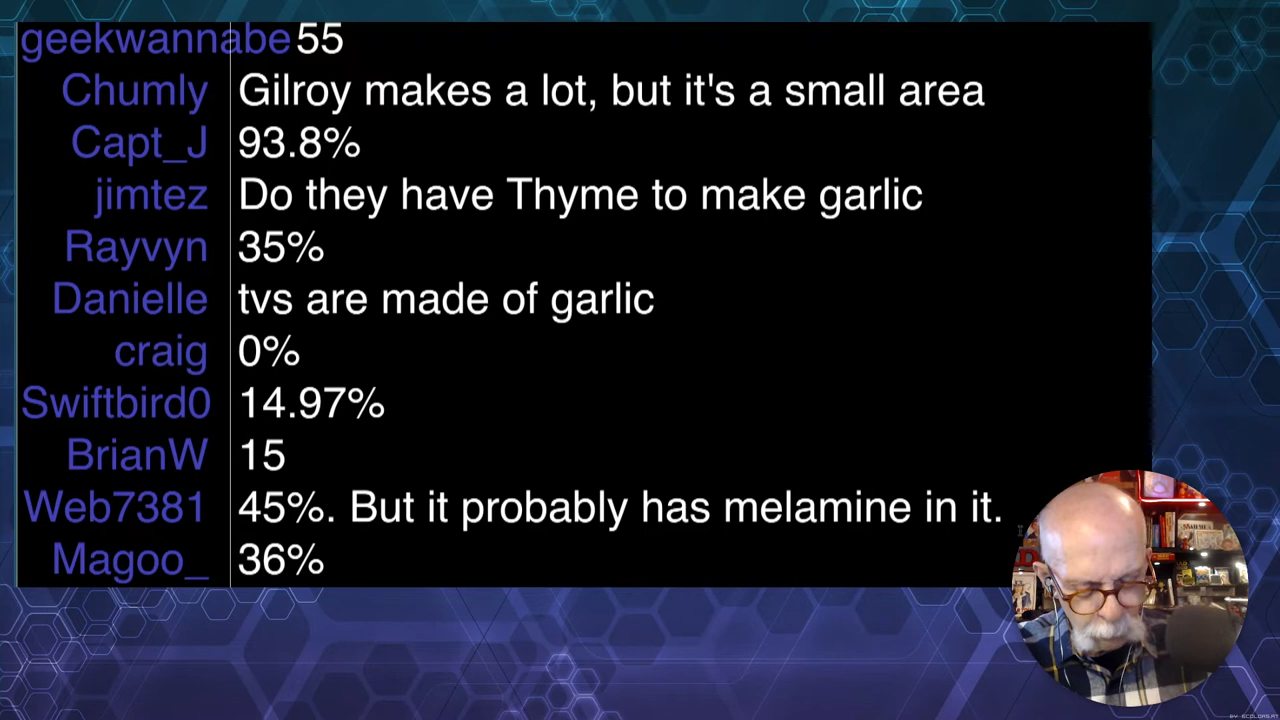 geekwannabe 55
Chumly Gilroy makes a lot, but it's a small area
Capt_J 93.8%
jimtez Do they have Thyme to make garlic
Rayvyn 35%
Danielle tvs are made of garlic
craig 0%
Swiftbird0 14.97%
BrianW 15
Web7381 45%. But it probably has melamine in it.
Magoo_ 36%